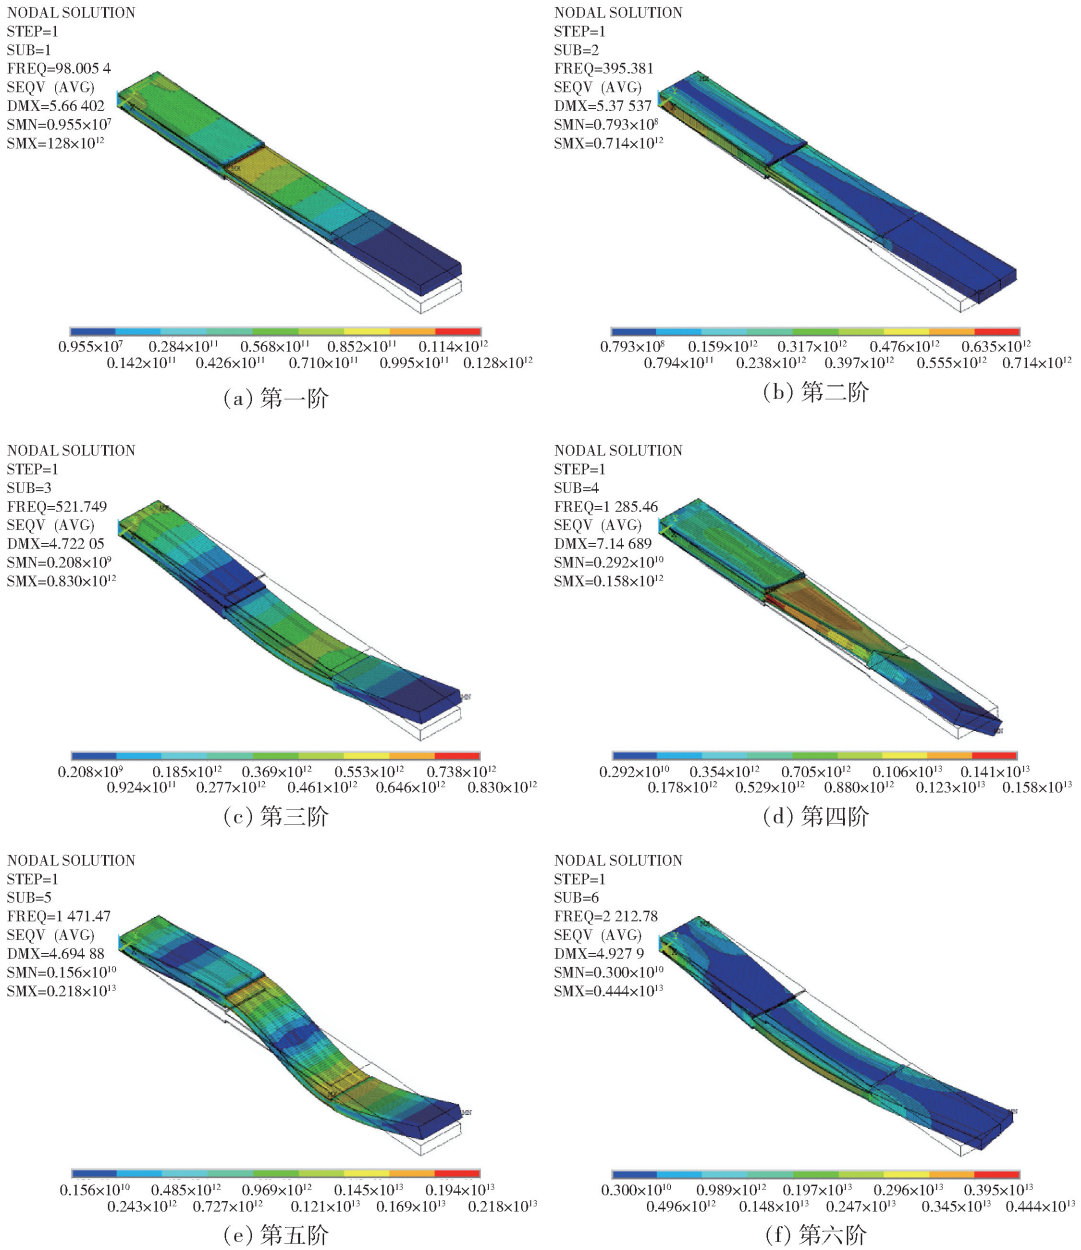 NODAL SOLUTION
STEP=1
SUB=1
FREQ=98.005 4
SEQV (AVG)
DMX=5.66 402
SMN=0.955×10⁷
SMX=128×10¹²
0.955×10⁷ 0.284×10¹¹ 0.568×10¹¹ 0.852×10¹¹ 0.114×10¹²
0.142×10¹¹ 0.426×10¹¹ 0.710×10¹¹ 0.995×10¹¹ 0.128×10¹²
(a) 第一阶
NODAL SOLUTION
STEP=1
SUB=2
FREQ=395.381
SEQV (AVG)
DMX=5.37 537
SMN=0.793×10⁸
SMX=0.714×10¹²
0.793×10⁸ 0.159×10¹² 0.317×10¹² 0.476×10¹² 0.635×10¹²
0.794×10¹¹ 0.238×10¹² 0.397×10¹² 0.555×10¹² 0.714×10¹²
(b) 第二阶
NODAL SOLUTION
STEP=1
SUB=3
FREQ=521.749
SEQV (AVG)
DMX=4.722 05
SMN=0.208×10⁹
SMX=0.830×10¹²
MN
0.208×10⁹ 0.185×10¹² 0.369×10¹² 0.553×10¹² 0.738×10¹²
0.924×10¹¹ 0.277×10¹² 0.461×10¹² 0.646×10¹² 0.830×10¹²
(c) 第三阶
NODAL SOLUTION
STEP=1
SUB=4
FREQ=1 285.46
SEQV (AVG)
DMX=7.14 689
SMN=0.292×10¹⁰
SMX=0.158×10¹²
0.292×10¹⁰ 0.354×10¹² 0.705×10¹² 0.106×10¹³ 0.141×10¹³
0.178×10¹² 0.529×10¹² 0.880×10¹² 0.123×10¹³ 0.158×10¹³
(d) 第四阶
NODAL SOLUTION
STEP=1
SUB=5
FREQ=1 471.47
SEQV (AVG)
DMX=4.694 88
SMN=0.156×10¹⁰
SMX=0.218×10¹³
MN
0.156×10¹⁰ 0.485×10¹² 0.969×10¹² 0.145×10¹³ 0.194×10¹³
0.243×10¹² 0.727×10¹² 0.121×10¹³ 0.169×10¹³ 0.218×10¹³
(e) 第五阶
NODAL SOLUTION
STEP=1
SUB=6
FREQ=2 212.78
SEQV (AVG)
DMX=4.927 9
SMN=0.300×10¹⁰
SMX=0.444×10¹³
MN
0.300×10¹⁰ 0.989×10¹² 0.197×10¹³ 0.296×10¹³ 0.395×10¹³
0.496×10¹² 0.148×10¹³ 0.247×10¹³ 0.345×10¹³ 0.444×10¹³
(f) 第六阶